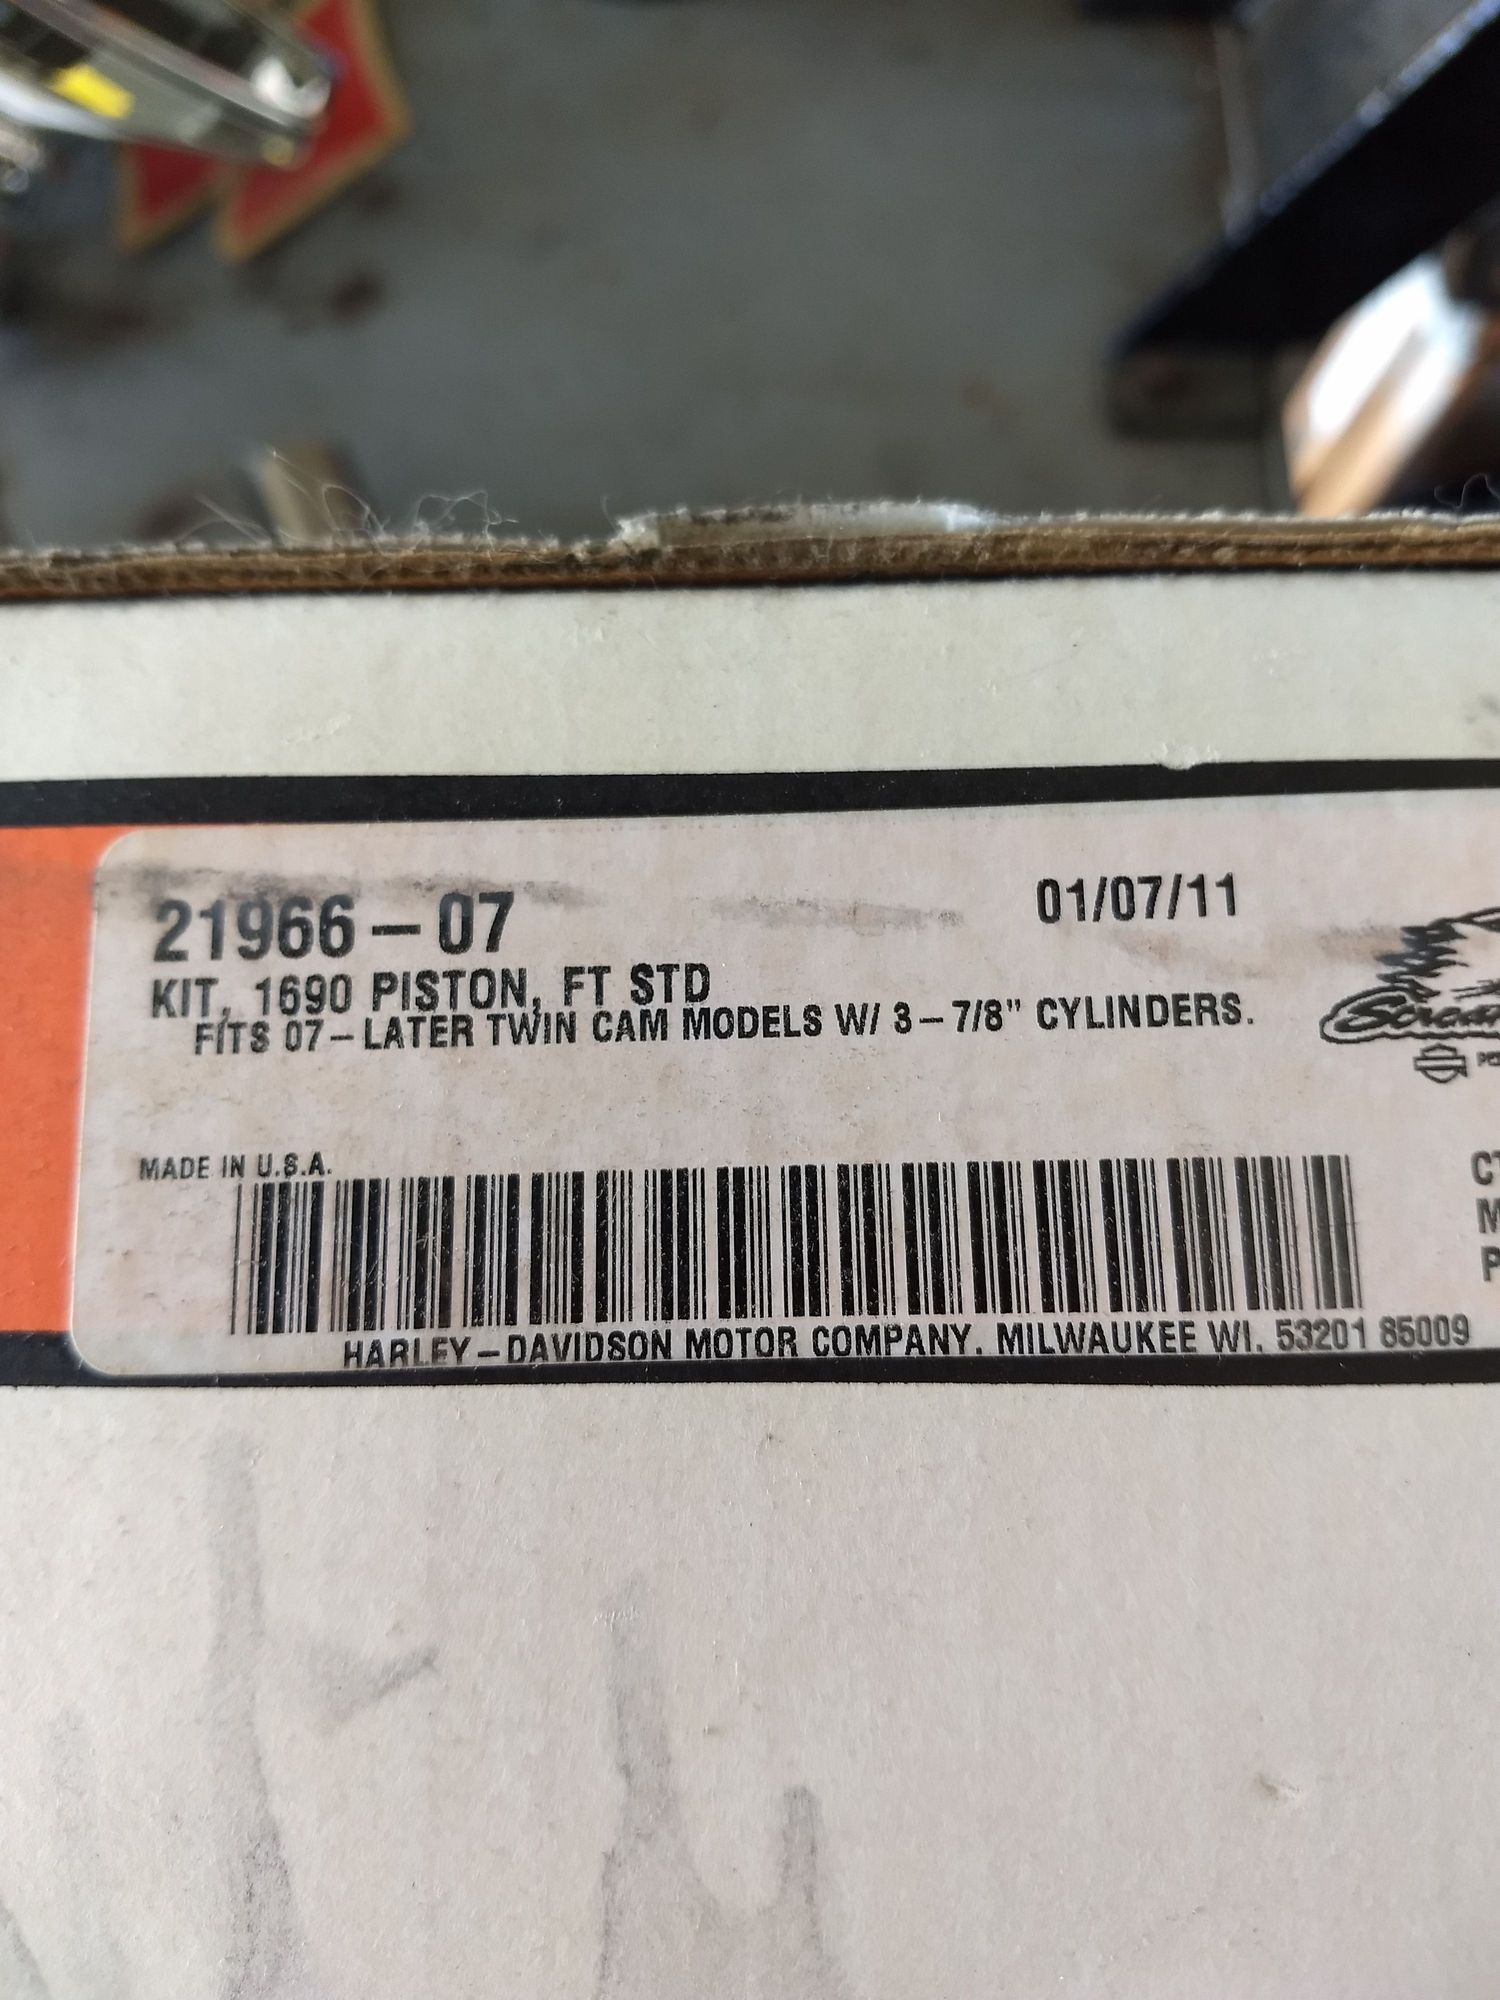 21966-07 01/07/11
KIT, 1690 PISTON, FT STD
FITS 07-LATER TWIN CAM MODELS W/ 3-7/8" CYLINDERS.
MADE IN U.S.A.
HARLEY-DAVIDSON MOTOR COMPANY. MILWAUKEE WI. 53201 85009